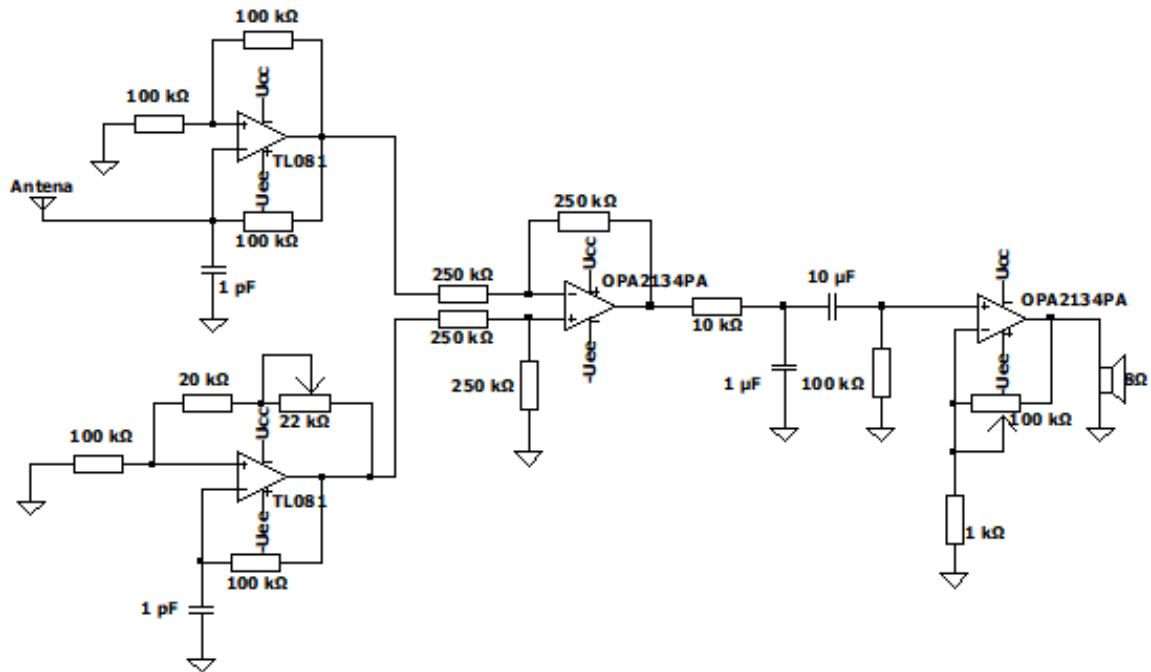 100 kΩ
100 kΩ
Ucc
+
-
TL081
-Uee
Antena
100 kΩ
1 pF
250 kΩ
Ucc
OPA2134PA
250 kΩ
-
+
250 kΩ
-Uee
250 kΩ
10 kΩ
10 µF
1 µF
100 kΩ
Ucc
OPA2134PA
+
-
-Uee
8Ω
100 kΩ
1 kΩ
20 kΩ
22 kΩ
Ucc
100 kΩ
+
-
TL081
-Uee
100 kΩ
1 pF